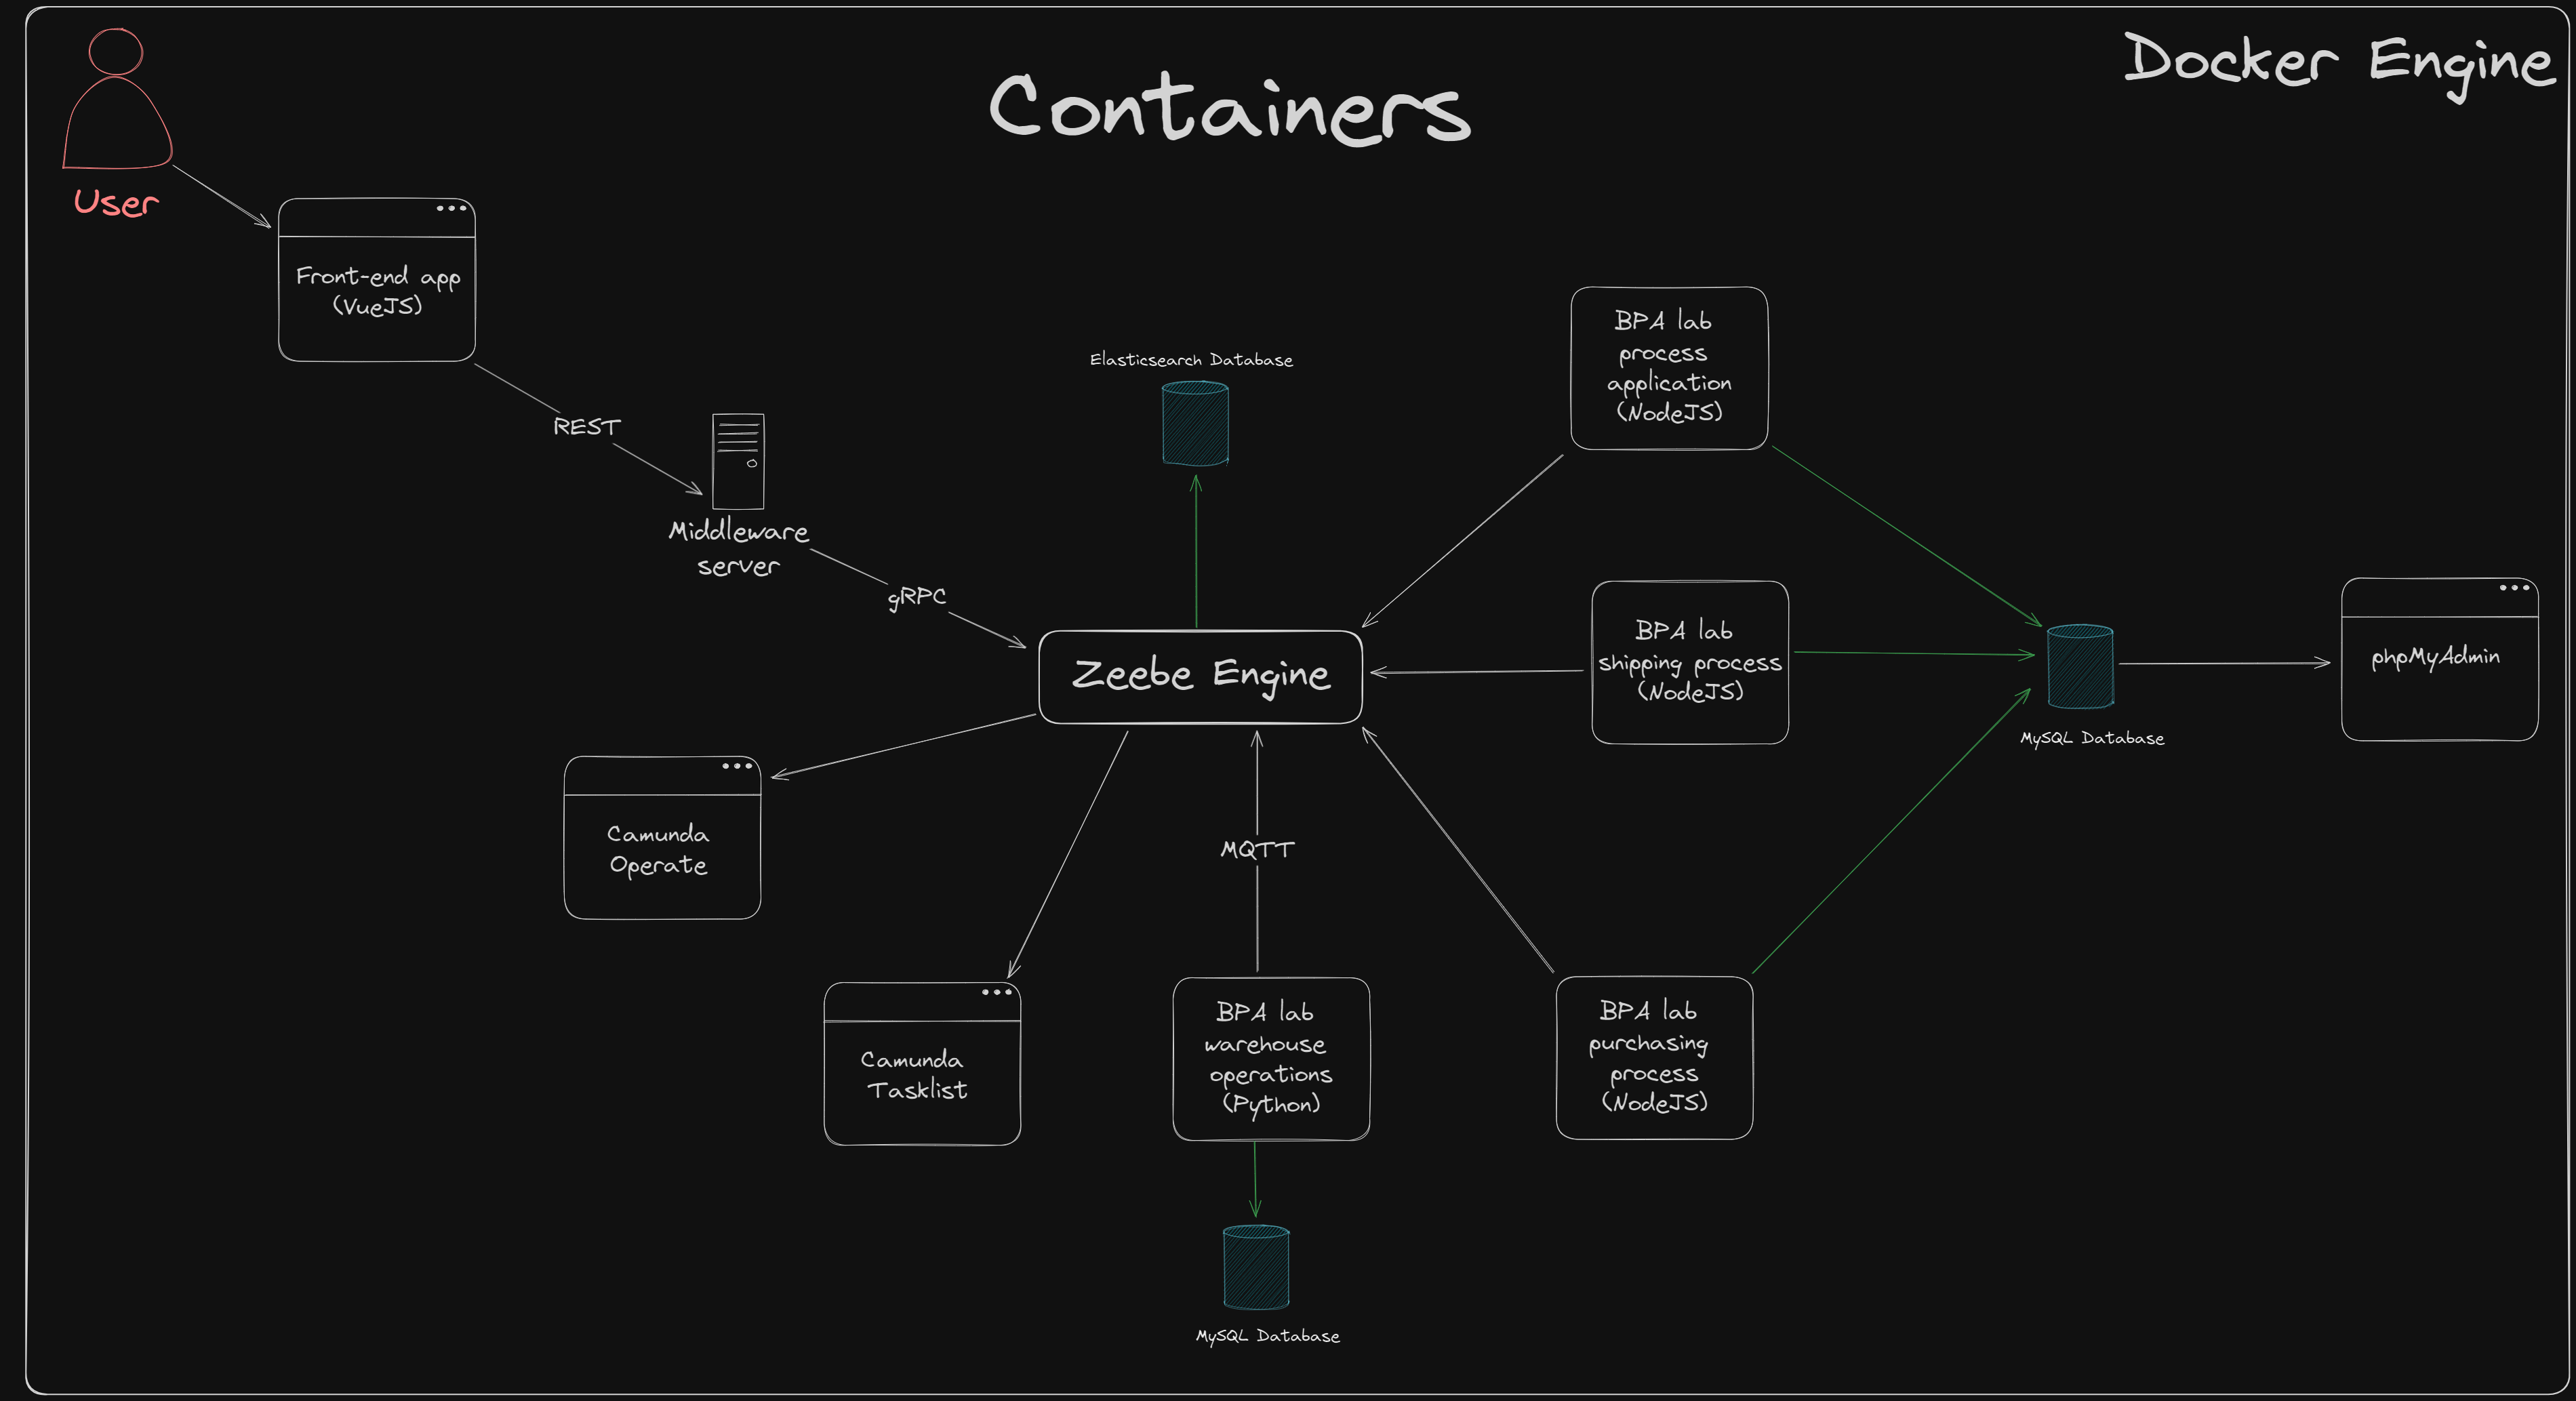 Docker Engine
Containers
User
Front-end app
(VueJS)
REST
Middleware
server
gRPC
Elasticsearch Database
Zeebe Engine
BPA lab
process
application
(NodeJS)
BPA lab
shipping process
(NodeJS)
MySQL Database
phpMyAdmin
Camunda
Operate
Camunda
Tasklist
MQTT
BPA lab
warehouse
operations
(Python)
BPA lab
purchasing
process
(NodeJS)
MySQL Database